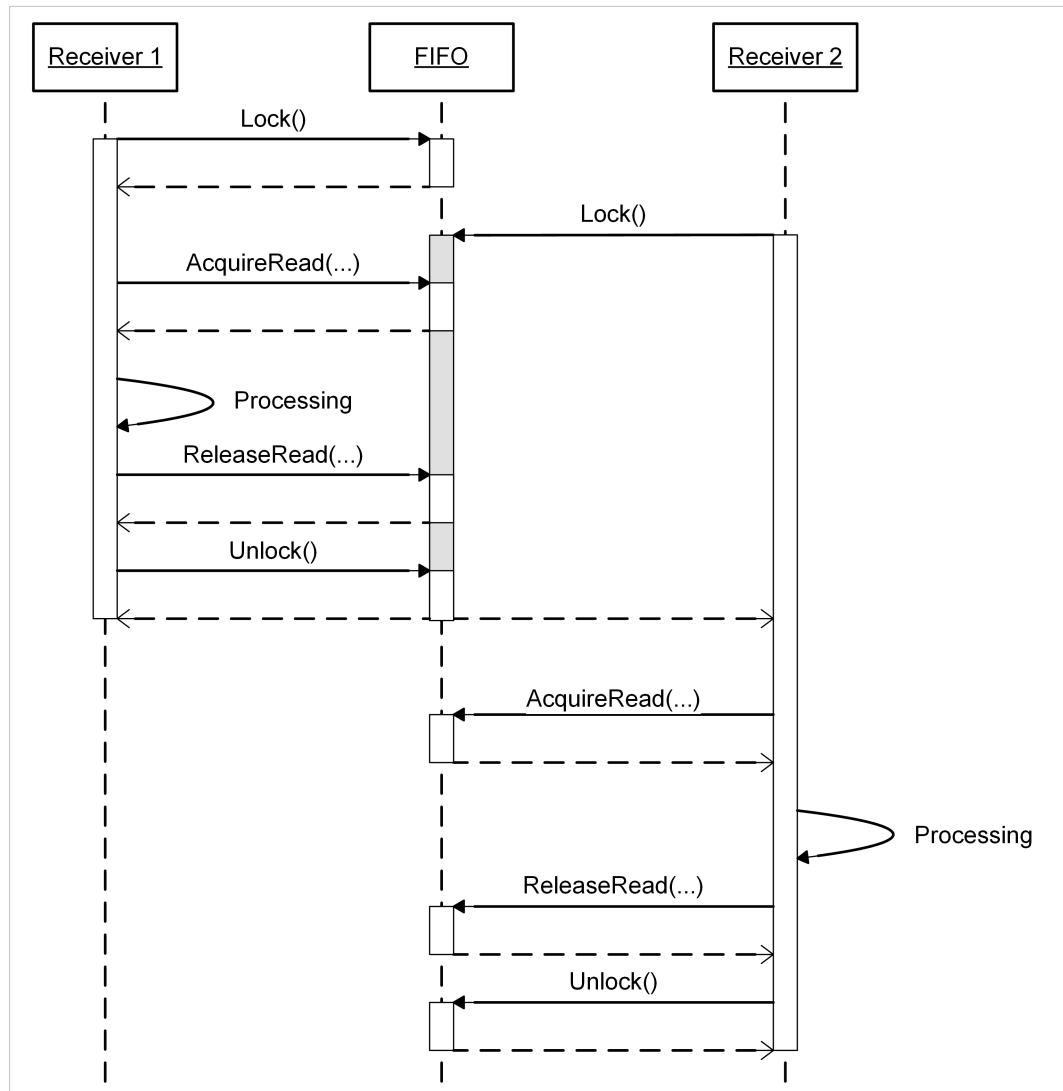 Receiver 1
FIFO
Receiver 2
Lock()
Lock()
AcquireRead(...)
Processing
ReleaseRead(...)
Unlock()
AcquireRead(...)
Processing
ReleaseRead(...)
Unlock()